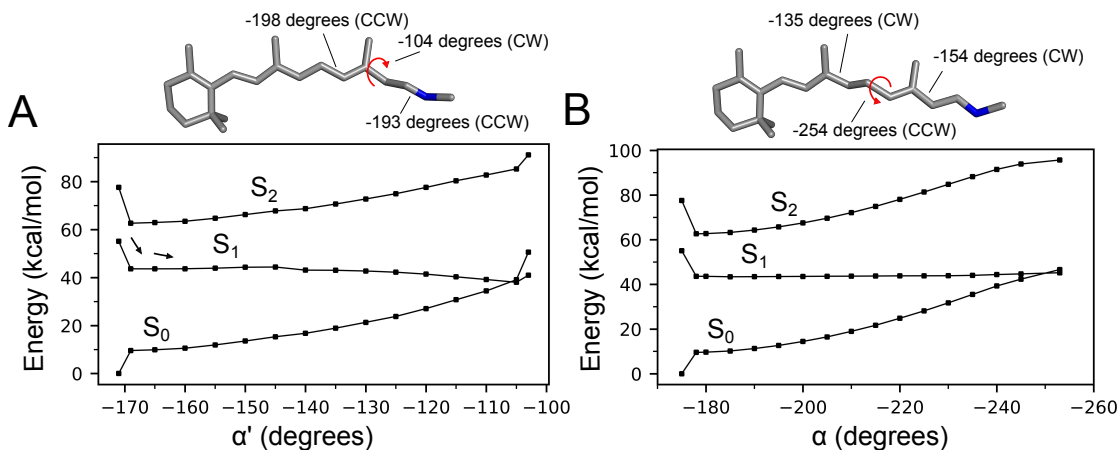 A
-198 degrees (CCW)
-104 degrees (CW)
-193 degrees (CCW)
Energy (kcal/mol)
80
60
40
20
0
S2
S1
S0
−170 −160 −150 −140 −130 −120 −110 −100
α' (degrees)
B
-135 degrees (CW)
-154 degrees (CW)
-254 degrees (CCW)
Energy (kcal/mol)
100
80
60
40
20
0
S2
S1
S0
−180 −200 −220 −240 −260
α (degrees)